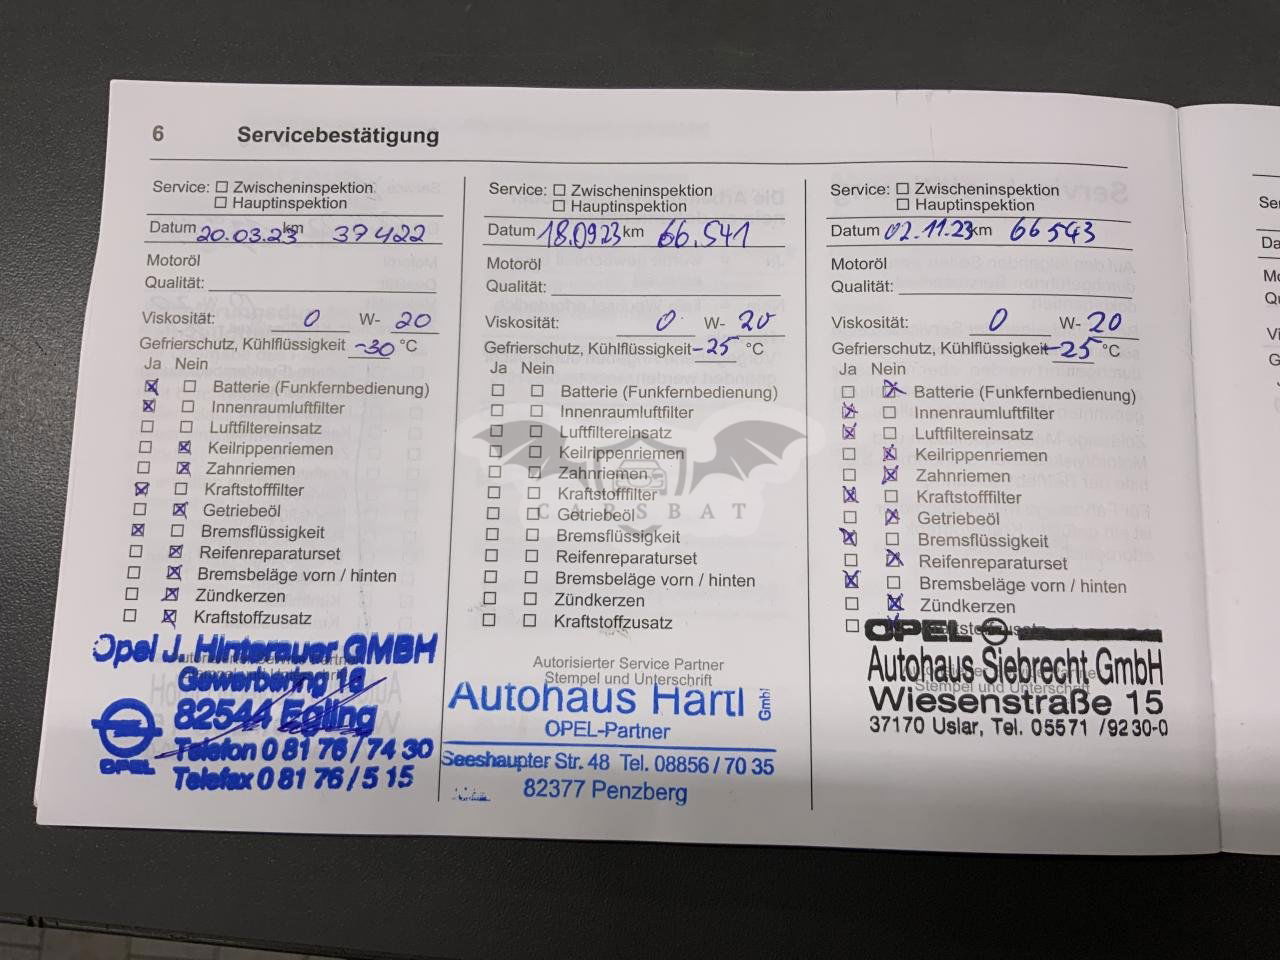 6 Servicebestätigung
Service: Zwischeninspektion
Hauptinspektion
Datum 20.03.23 km 37422
Motoröl
Qualität:
Viskosität: 0 W- 20
Gefrierschutz, Kühlflüssigkeit -30 °C
Ja Nein
Batterie (Funkfernbedienung)
Innenraumluftfilter
Luftfiltereinsatz
Keilrippenriemen
Zahnriemen
Kraftstofffilter
Getriebeöl
Bremsflüssigkeit
Reifenreparaturset
Bremsbeläge vorn / hinten
Zündkerzen
Kraftstoffzusatz
Opel J. Hinterauer GMBH
Gewerbering 18
82544 Egling
Telefon 0 81 76 / 74 30
Telefax 0 81 76 / 5 15
OPEL
Service: Zwischeninspektion
Hauptinspektion
Datum 18.09.23 km 66.541
Motoröl
Qualität:
Viskosität: 0 W- 20
Gefrierschutz, Kühlflüssigkeit -25 °C
Ja Nein
Batterie (Funkfernbedienung)
Innenraumluftfilter
Luftfiltereinsatz
Keilrippenriemen
Zahnriemen
Kraftstofffilter
Getriebeöl
Bremsflüssigkeit
Reifenreparaturset
Bremsbeläge vorn / hinten
Zündkerzen
Kraftstoffzusatz
Autorisierter Service Partner
Stempel und Unterschrift
Autohaus Hartl GmbH
OPEL-Partner
Seeshaupter Str. 48 Tel. 08856 / 70 35
82377 Penzberg
Service: Zwischeninspektion
Hauptinspektion
Datum 02.11.23 km 66543
Motoröl
Qualität:
Viskosität: 0 W- 20
Gefrierschutz, Kühlflüssigkeit -25 °C
Ja Nein
Batterie (Funkfernbedienung)
Innenraumluftfilter
Luftfiltereinsatz
Keilrippenriemen
Zahnriemen
Kraftstofffilter
Getriebeöl
Bremsflüssigkeit
Reifenreparaturset
Bremsbeläge vorn / hinten
Zündkerzen
OPEL
Autohaus Siebrecht GmbH
Stempel und Unterschrift
Wiesenstraße 15
37170 Uslar, Tel. 05571 / 9230-0
CARSBAT